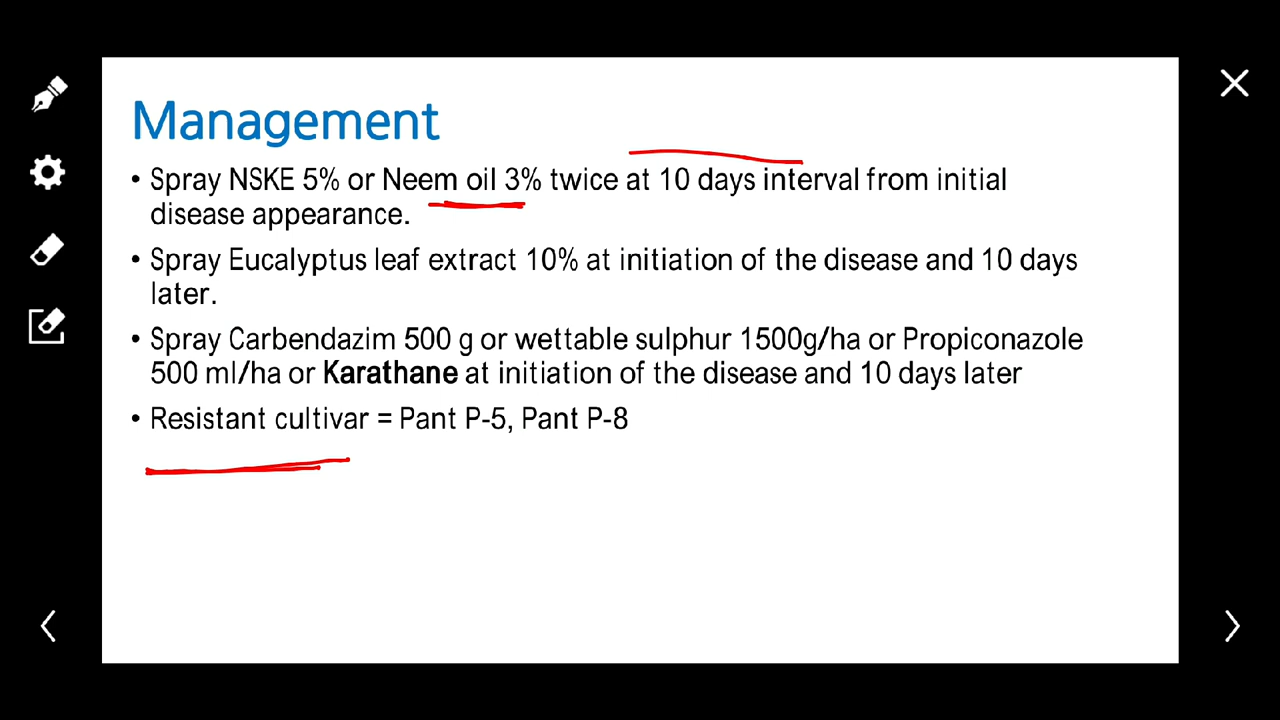 Management
• Spray NSKE 5% or Neem oil 3% twice at 10 days interval from initial
disease appearance.
• Spray Eucalyptus leaf extract 10% at initiation of the disease and 10 days
later.
• Spray Carbendazim 500 g or wettable sulphur 1500g/ha or Propiconazole
500 ml/ha or Karathane at initiation of the disease and 10 days later
• Resistant cultivar = Pant P-5, Pant P-8